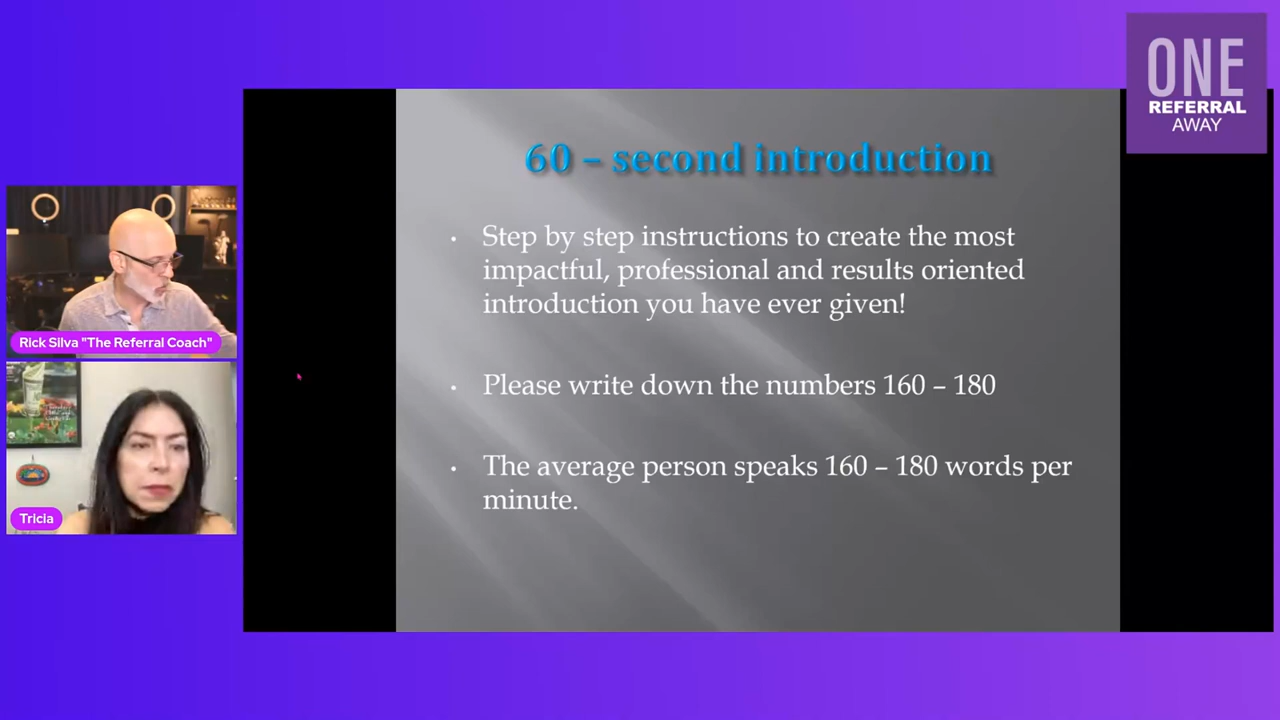 ONE
REFERRAL
AWAY
60 – second introduction
• Step by step instructions to create the most
impactful, professional and results oriented
introduction you have ever given!
• Please write down the numbers 160 – 180
• The average person speaks 160 – 180 words per
minute.
Rick Silva "The Referral Coach"
Tricia